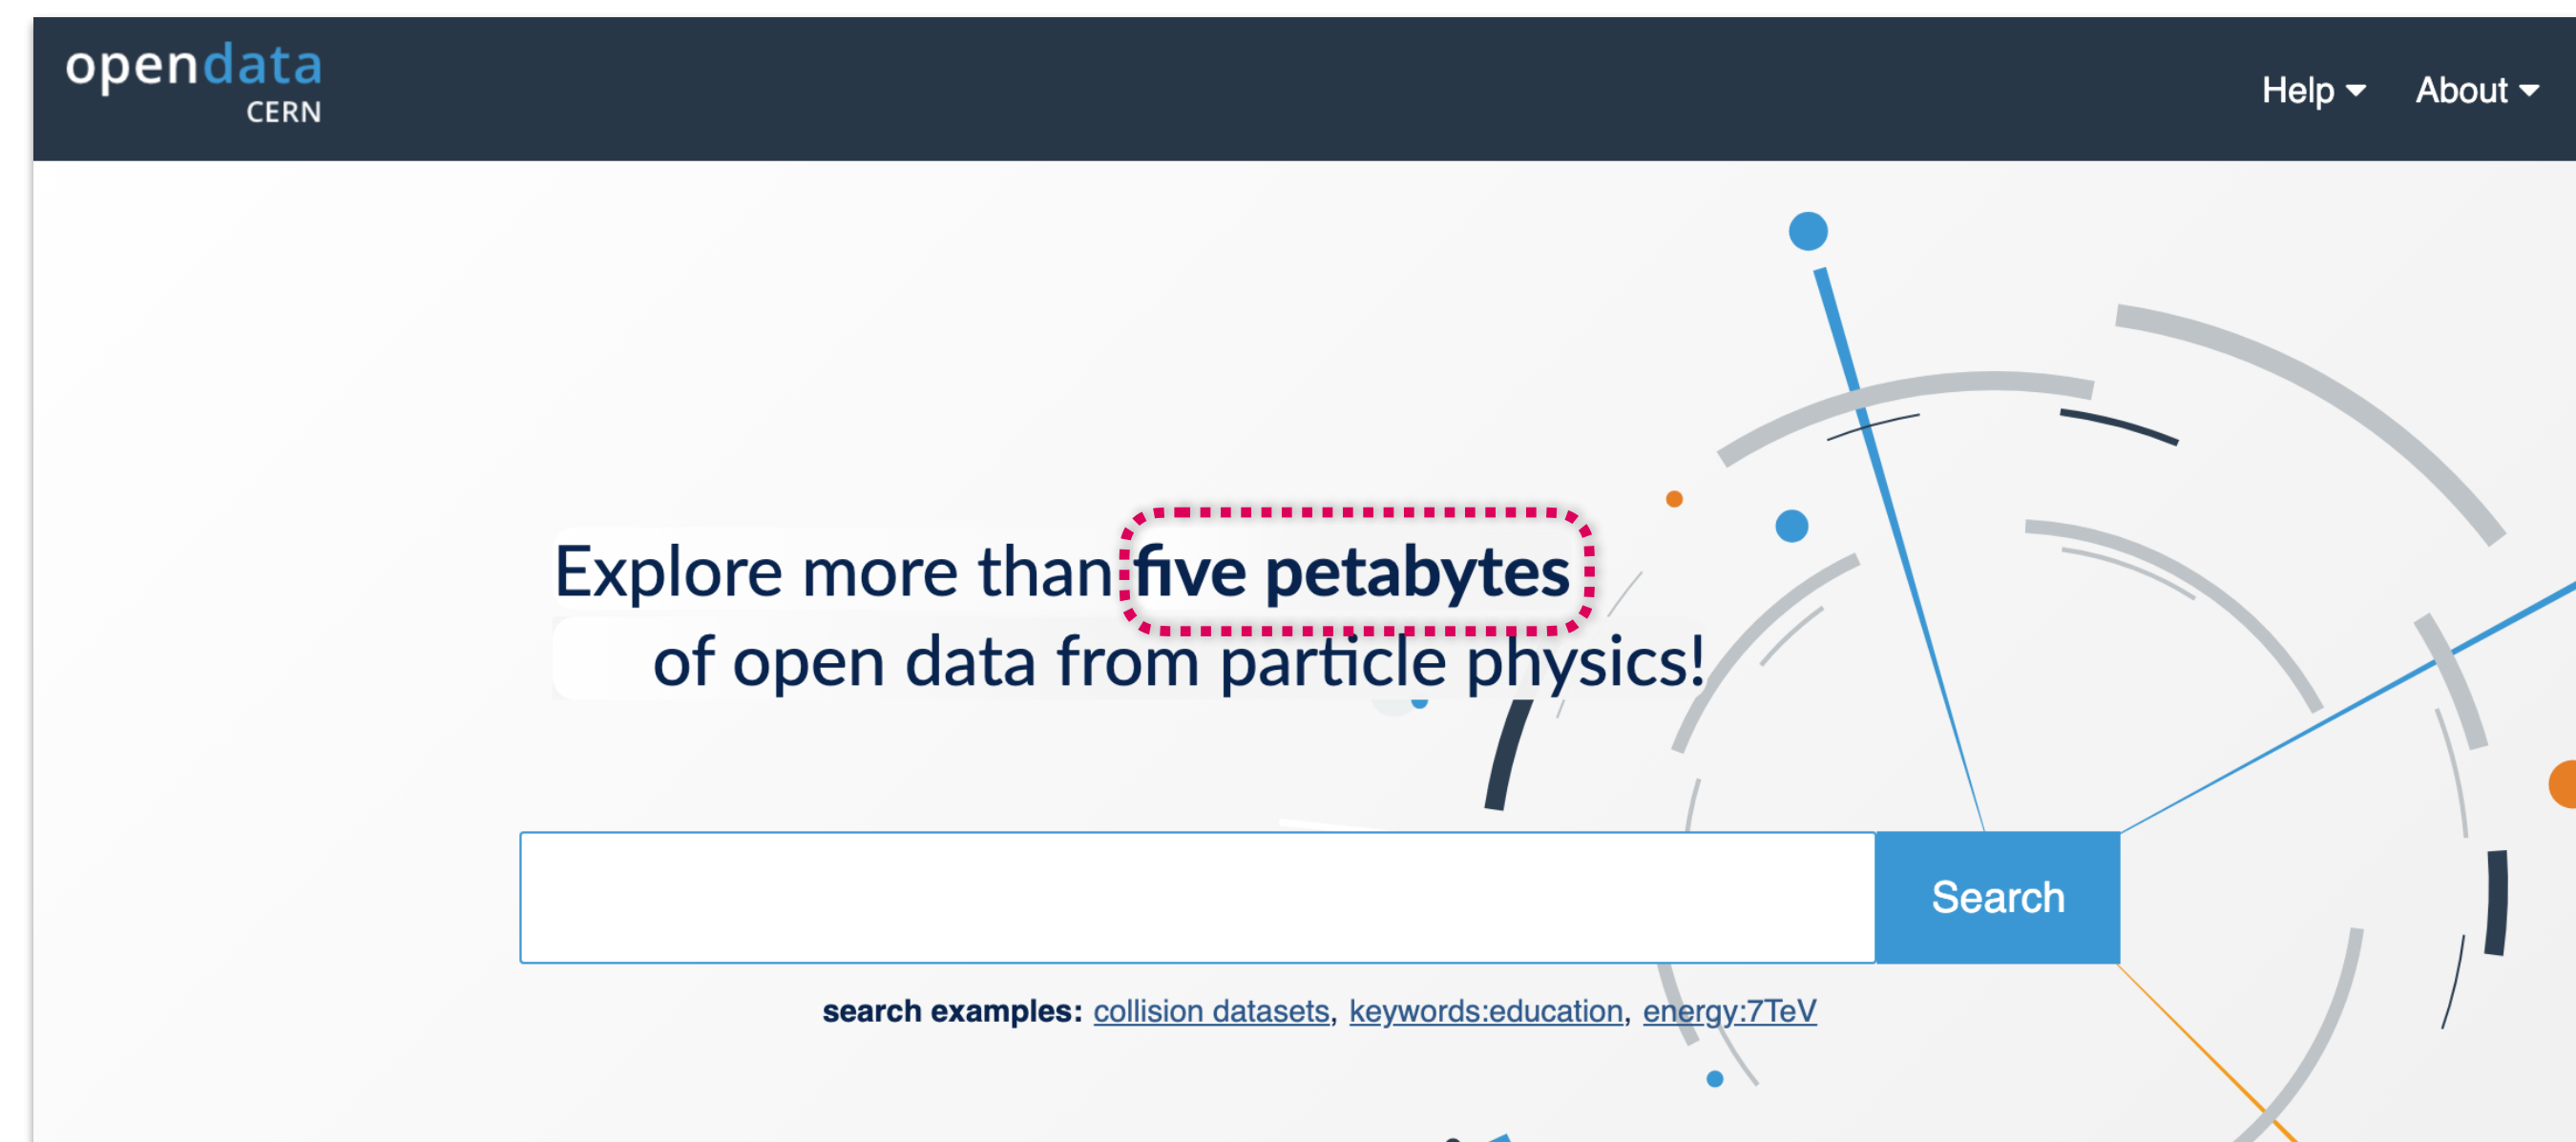 opendata
CERN
Help
About
Explore more than five petabytes
of open data from particle physics!
Search
search examples: collision datasets, keywords:education, energy:7TeV